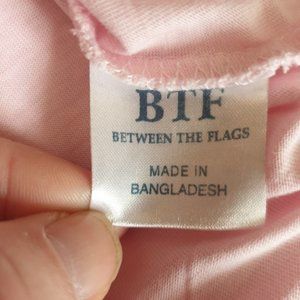 BTF
BETWEEN THE FLAGS
MADE IN
BANGLADESH